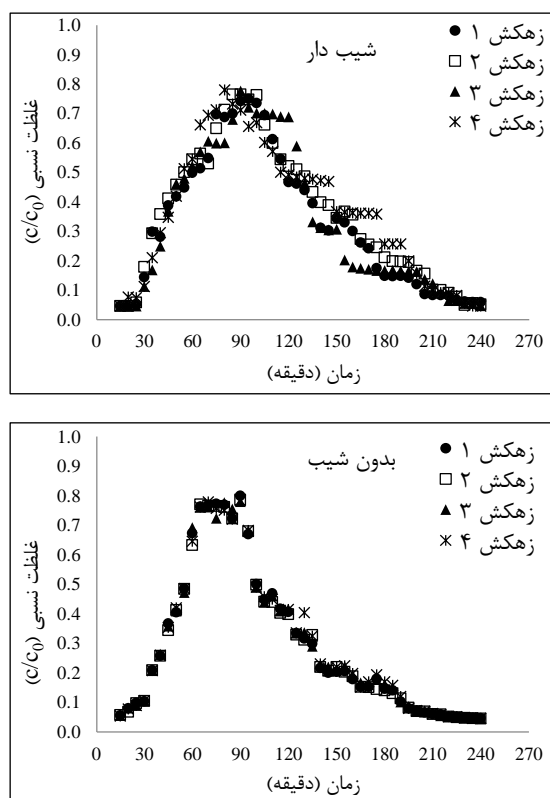 شیب دار
زهکش ۱
زهکش ۲
زهکش ۳
زهکش ۴
غلظت نسبی (c/c₀)
1.0
0.9
0.8
0.7
0.6
0.5
0.4
0.3
0.2
0.1
0.0
0 30 60 90 120 150 180 210 240
زمان (دقیقه)
بدون شیب
زهکش ۱
زهکش ۲
زهکش ۳
زهکش ۴
غلظت نسبی (c/c₀)
1.0
0.9
0.8
0.7
0.6
0.5
0.4
0.3
0.2
0.1
0.0
0 30 60 90 120 150 180 210 240
زمان (دقیقه)